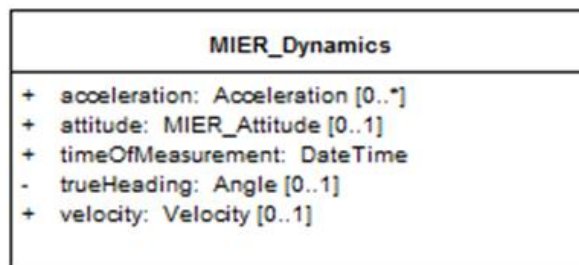 MIER_Dynamics
+ acceleration: Acceleration [0..*]
+ attitude: MIER_Attitude [0..1]
+ timeOfMeasurement: DateTime
- trueHeading: Angle [0..1]
+ velocity: Velocity [0..1]